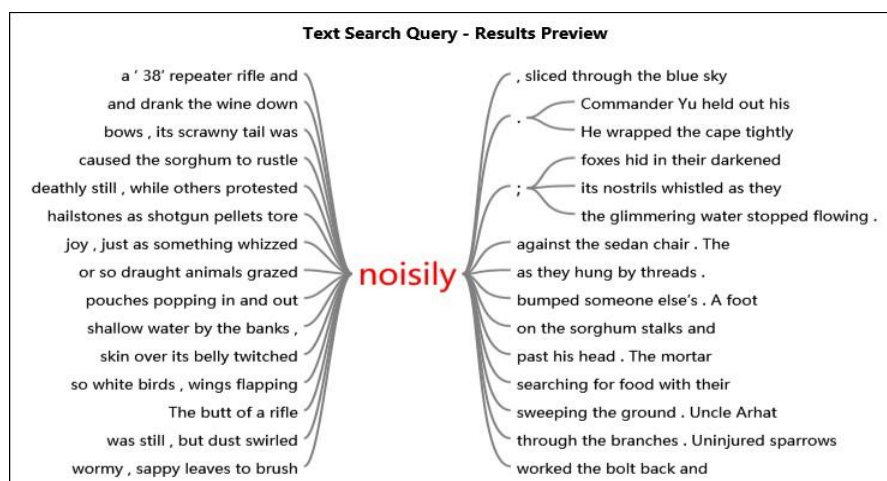 Text Search Query - Results Preview
a ' 38' repeater rifle and
and drank the wine down
bows , its scrawny tail was
caused the sorghum to rustle
deathly still , while others protested
hailstones as shotgun pellets tore
joy , just as something whizzed
or so draught animals grazed
pouches popping in and out
shallow water by the banks ,
skin over its belly twitched
so white birds , wings flapping
The butt of a rifle
was still , but dust swirled
wormy , sappy leaves to brush
noisily
, sliced through the blue sky
.
Commander Yu held out his
He wrapped the cape tightly
;
foxes hid in their darkened
its nostrils whistled as they
the glimmering water stopped flowing .
against the sedan chair . The
as they hung by threads .
bumped someone else's . A foot
on the sorghum stalks and
past his head . The mortar
searching for food with their
sweeping the ground . Uncle Arhat
through the branches . Uninjured sparrows
worked the bolt back and